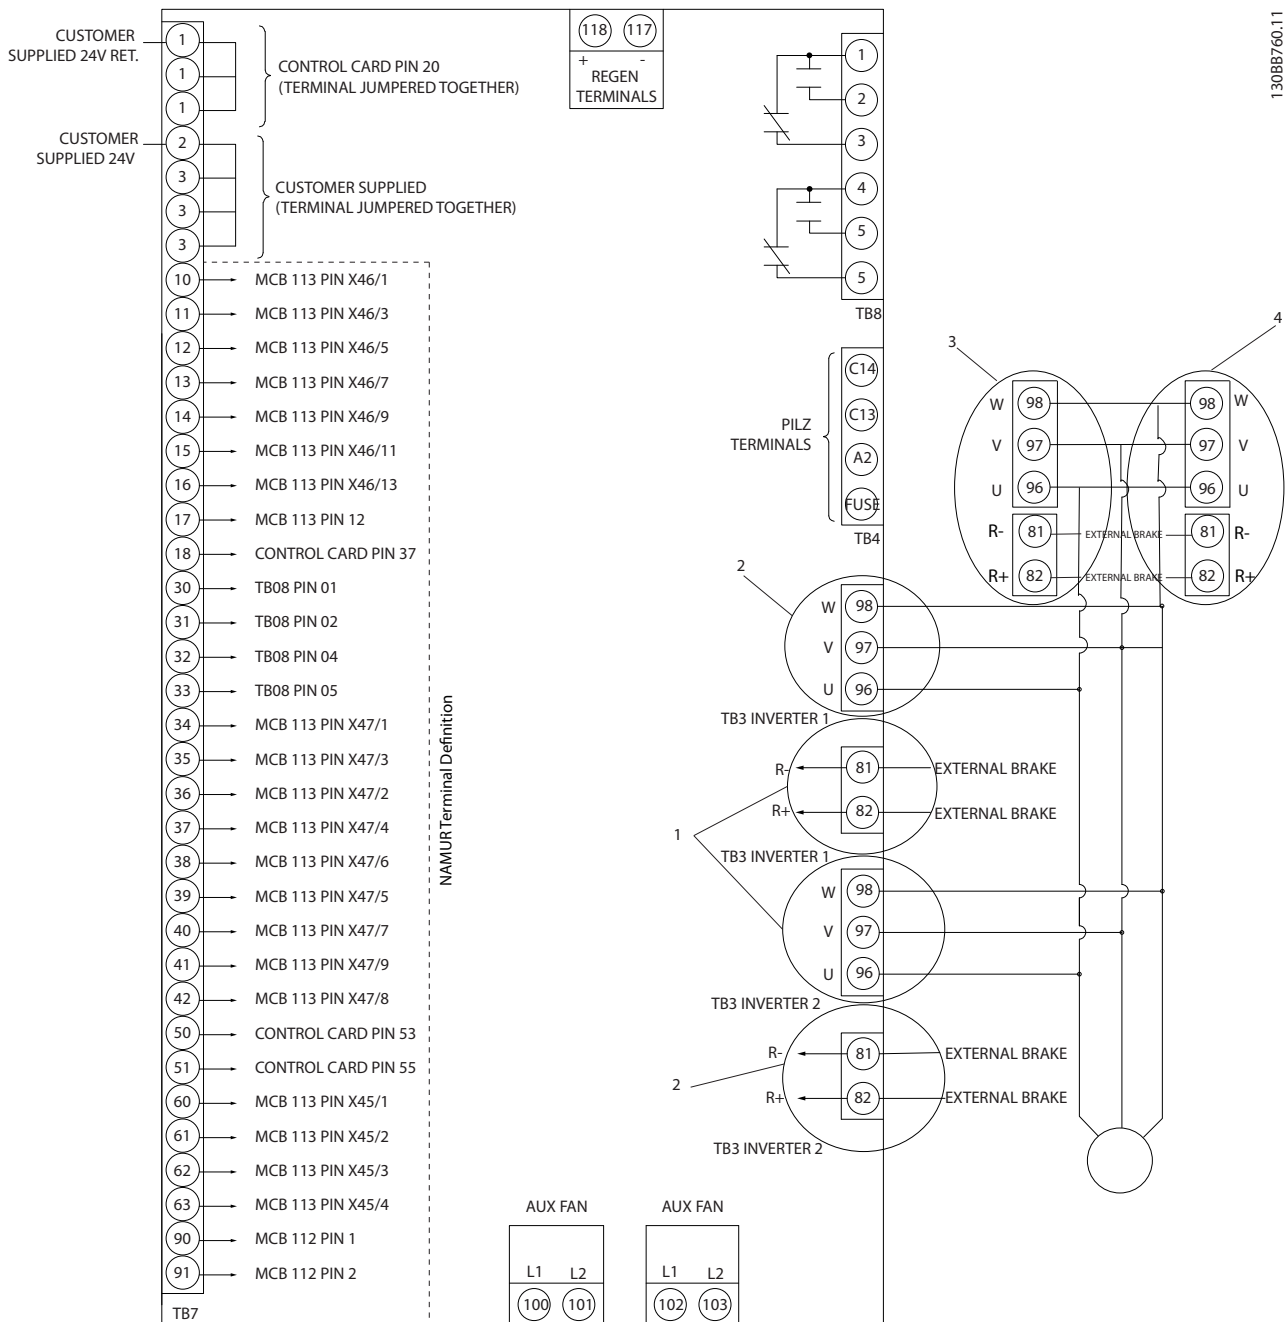 130BB760.11
CUSTOMER
SUPPLIED 24V RET.
1
1
1
CONTROL CARD PIN 20
(TERMINAL JUMPERED TOGETHER)
CUSTOMER
SUPPLIED 24V
2
3
3
3
CUSTOMER SUPPLIED
(TERMINAL JUMPERED TOGETHER)
10 MCB 113 PIN X46/1
11 MCB 113 PIN X46/3
12 MCB 113 PIN X46/5
13 MCB 113 PIN X46/7
14 MCB 113 PIN X46/9
15 MCB 113 PIN X46/11
16 MCB 113 PIN X46/13
17 MCB 113 PIN 12
18 CONTROL CARD PIN 37
30 TB08 PIN 01
31 TB08 PIN 02
32 TB08 PIN 04
33 TB08 PIN 05
34 MCB 113 PIN X47/1
35 MCB 113 PIN X47/3
36 MCB 113 PIN X47/2
37 MCB 113 PIN X47/4
38 MCB 113 PIN X47/6
39 MCB 113 PIN X47/5
40 MCB 113 PIN X47/7
41 MCB 113 PIN X47/9
42 MCB 113 PIN X47/8
50 CONTROL CARD PIN 53
51 CONTROL CARD PIN 55
60 MCB 113 PIN X45/1
61 MCB 113 PIN X45/2
62 MCB 113 PIN X45/3
63 MCB 113 PIN X45/4
90 MCB 112 PIN 1
91 MCB 112 PIN 2
TB7
NAMUR Terminal Definition
118 117
+ -
REGEN
TERMINALS
1
2
3
4
5
5
TB8
PILZ
TERMINALS
C14
C13
A2
FUSE
TB4
2
W 98
V 97
U 96
TB3 INVERTER 1
R- 81 EXTERNAL BRAKE
R+ 82 EXTERNAL BRAKE
1
TB3 INVERTER 1
W 98
V 97
U 96
TB3 INVERTER 2
R- 81 EXTERNAL BRAKE
2
R+ 82 EXTERNAL BRAKE
TB3 INVERTER 2
3
4
W 98 98 W
V 97 97 V
U 96 96 U
R- 81 EXTERNAL BRAKE 81 R-
R+ 82 EXTERNAL BRAKE 82 R+
AUX FAN
L1 L2
100 101
AUX FAN
L1 L2
102 103